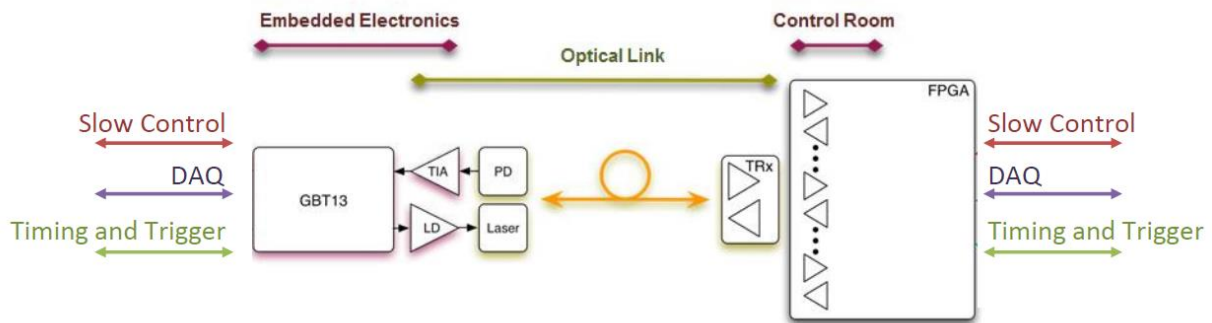 Embedded Electronics
Control Room
Optical Link
FPGA
Slow Control
Slow Control
TRx
TIA
PD
DAQ
DAQ
GBT13
LD
Laser
Timing and Trigger
Timing and Trigger